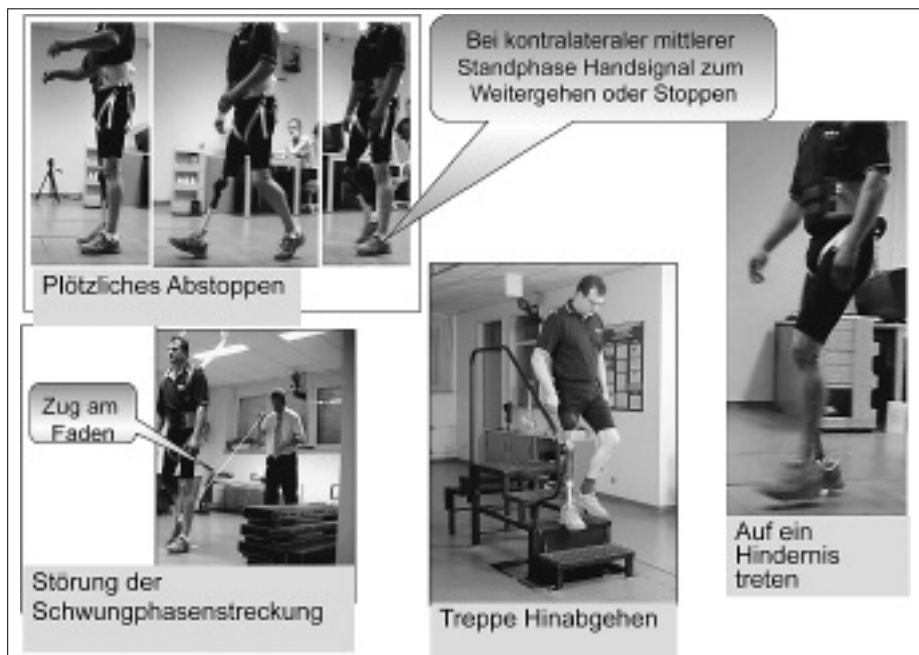 Bei kontralateraler mittlerer
Standphase Handsignal zum
Weitergehen oder Stoppen
Plötzliches Abstoppen
Zug am
Faden
Störung der
Schwungphasenstreckung
Treppe Hinabgehen
Auf ein
Hindernis
treten